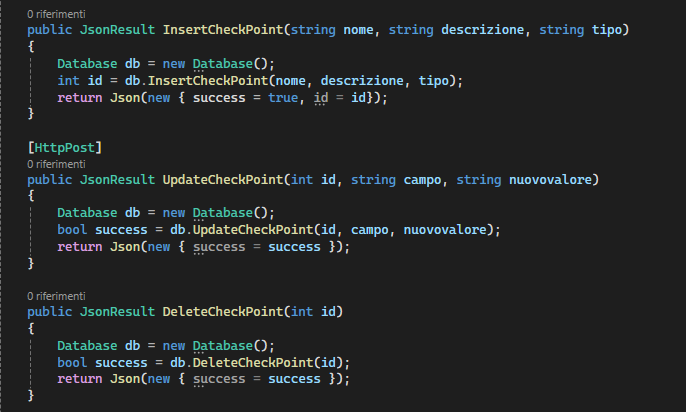 0 riferimenti
public JsonResult InsertCheckPoint(string nome, string descrizione, string tipo)
{
    Database db = new Database();
    int id = db.InsertCheckPoint(nome, descrizione, tipo);
    return Json(new { success = true, id = id});
}
[HttpPost]
0 riferimenti
public JsonResult UpdateCheckPoint(int id, string campo, string nuovovalore)
{
    Database db = new Database();
    bool success = db.UpdateCheckPoint(id, campo, nuovovalore);
    return Json(new { success = success });
}
0 riferimenti
public JsonResult DeleteCheckPoint(int id)
{
    Database db = new Database();
    bool success = db.DeleteCheckPoint(id);
    return Json(new { success = success });
}